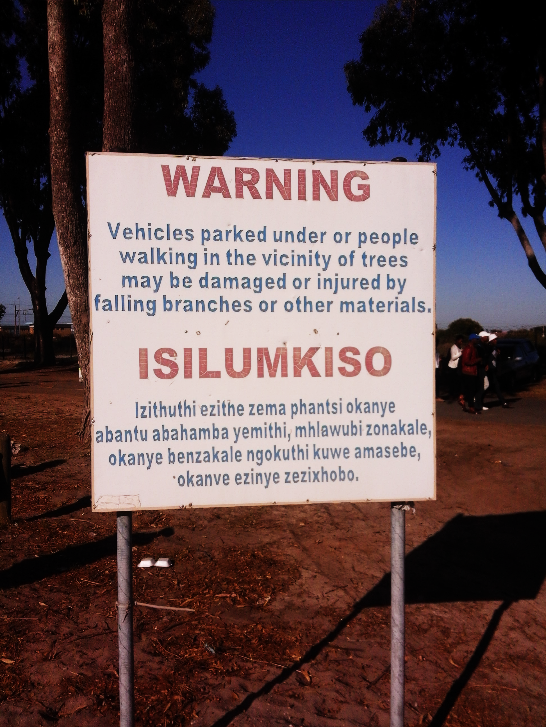 WARNING
Vehicles parked under or people
walking in the vicinity of trees
may be damaged or injured by
falling branches or other materials.
ISILUMKISO
Izithuthi ezithe zema phantsi okanye
abantu abahamba yemithi, mhlawubi zonakale,
okanye benzakale ngokuthi kuwe amasebe,
okanve ezinye zezixhobo.